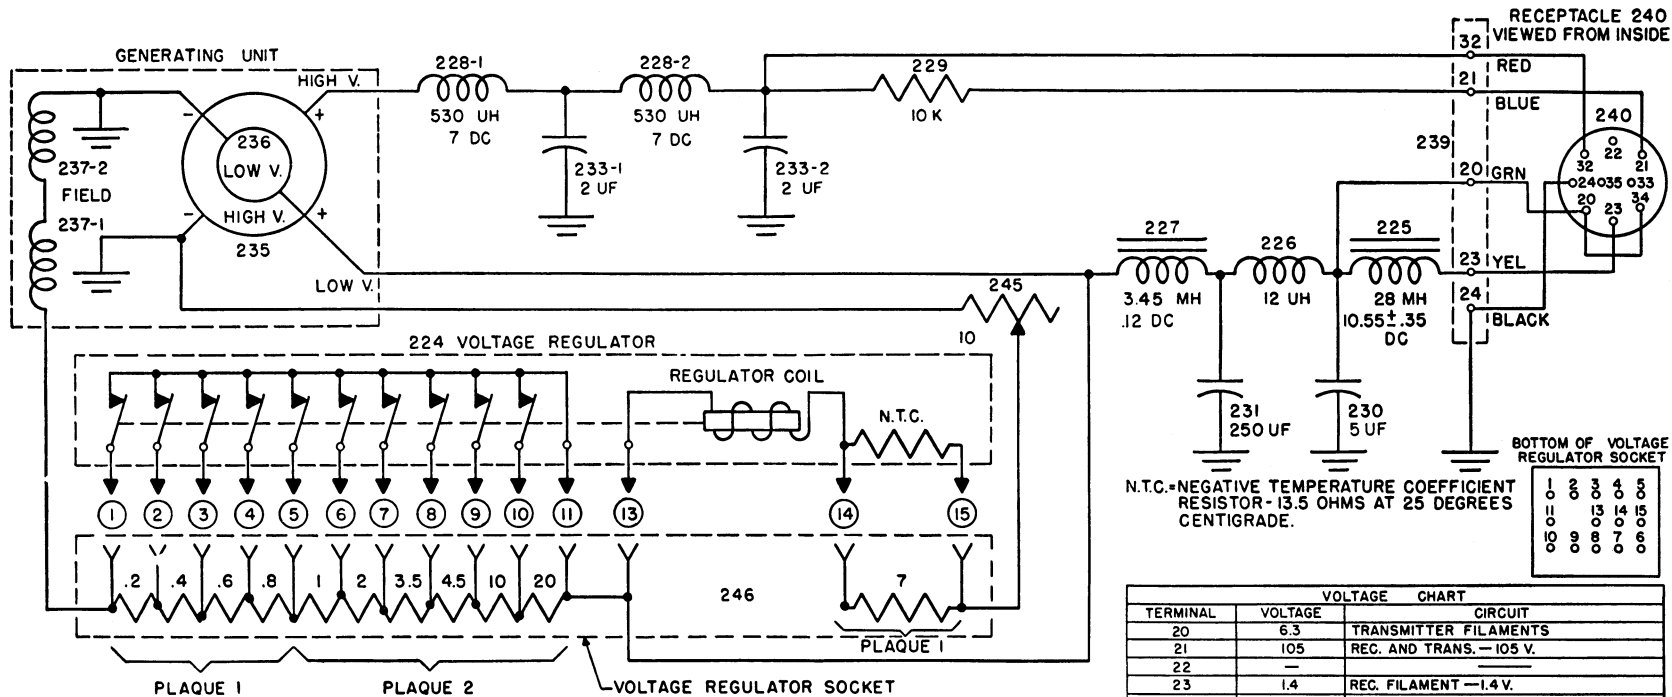 RECEPTACLE 240
VIEWED FROM INSIDE
GENERATING UNIT
HIGH V.
228-1
530 UH
7 DC
228-2
530 UH
7 DC
229
10 K
32
RED
21
BLUE
240
239
237-2
FIELD
237-1
-
+
236
LOW V.
HIGH V.
-
+
235
LOW V.
233-1
2 UF
233-2
2 UF
20
GRN
22
32
21
24
35
33
20
23
34
227
3.45 MH
.12 DC
226
12 UH
225
28 MH
10.55±.35
DC
23
YEL
24
BLACK
245
10
224 VOLTAGE REGULATOR
REGULATOR COIL
N.T.C.
231
250 UF
230
5 UF
N.T.C.=NEGATIVE TEMPERATURE COEFFICIENT
RESISTOR-13.5 OHMS AT 25 DEGREES
CENTIGRADE.
BOTTOM OF VOLTAGE
REGULATOR SOCKET
1 2 3 4 5
11 13 14 15
10 9 8 7 6
1 2 3 4 5 6 7 8 9 10 11 13 14 15
.2 .4 .6 .8 1 2 3.5 4.5 10 20
246
7
PLAQUE 1
PLAQUE 1
PLAQUE 2
VOLTAGE REGULATOR SOCKET
VOLTAGE CHART
TERMINAL VOLTAGE CIRCUIT
20 6.3 TRANSMITTER FILAMENTS
21 105 REC. AND TRANS.—105 V.
22 — —
23 1.4 REC. FILAMENT—1.4 V.